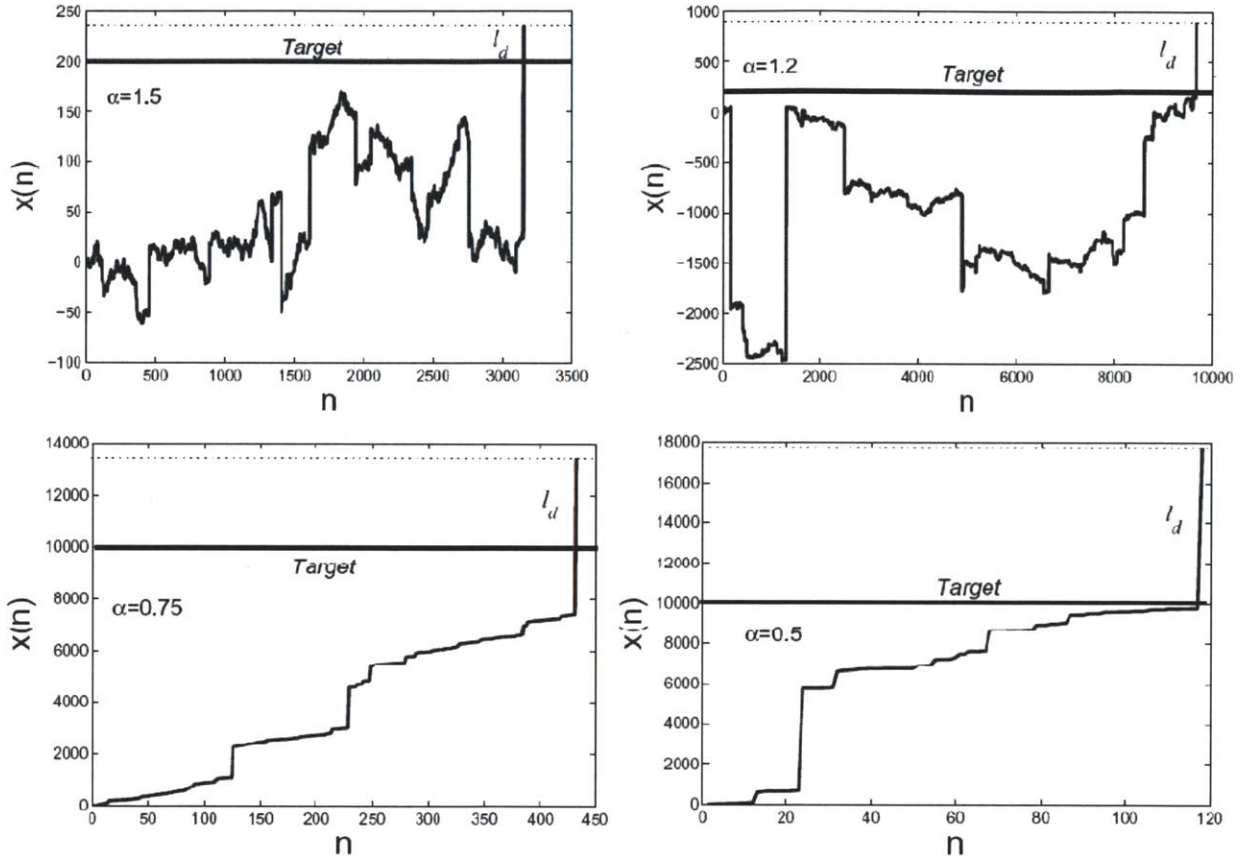 250
200
150
100
50
0
−50
−100
Target
l_d
α=1.5
x(n)
0 500 1000 1500 2000 2500 3000 3500
n
1000
500
0
−500
−1000
−1500
−2000
−2500
α=1.2
Target
l_d
x(n)
0 2000 4000 6000 8000 10000
n
14000
12000
10000
8000
6000
4000
2000
0
l_d
Target
α=0.75
x(n)
0 50 100 150 200 250 300 350 400 450
n
18000
16000
14000
12000
10000
8000
6000
4000
2000
0
l_d
Target
α=0.5
x(n)
0 20 40 60 80 100 120
n